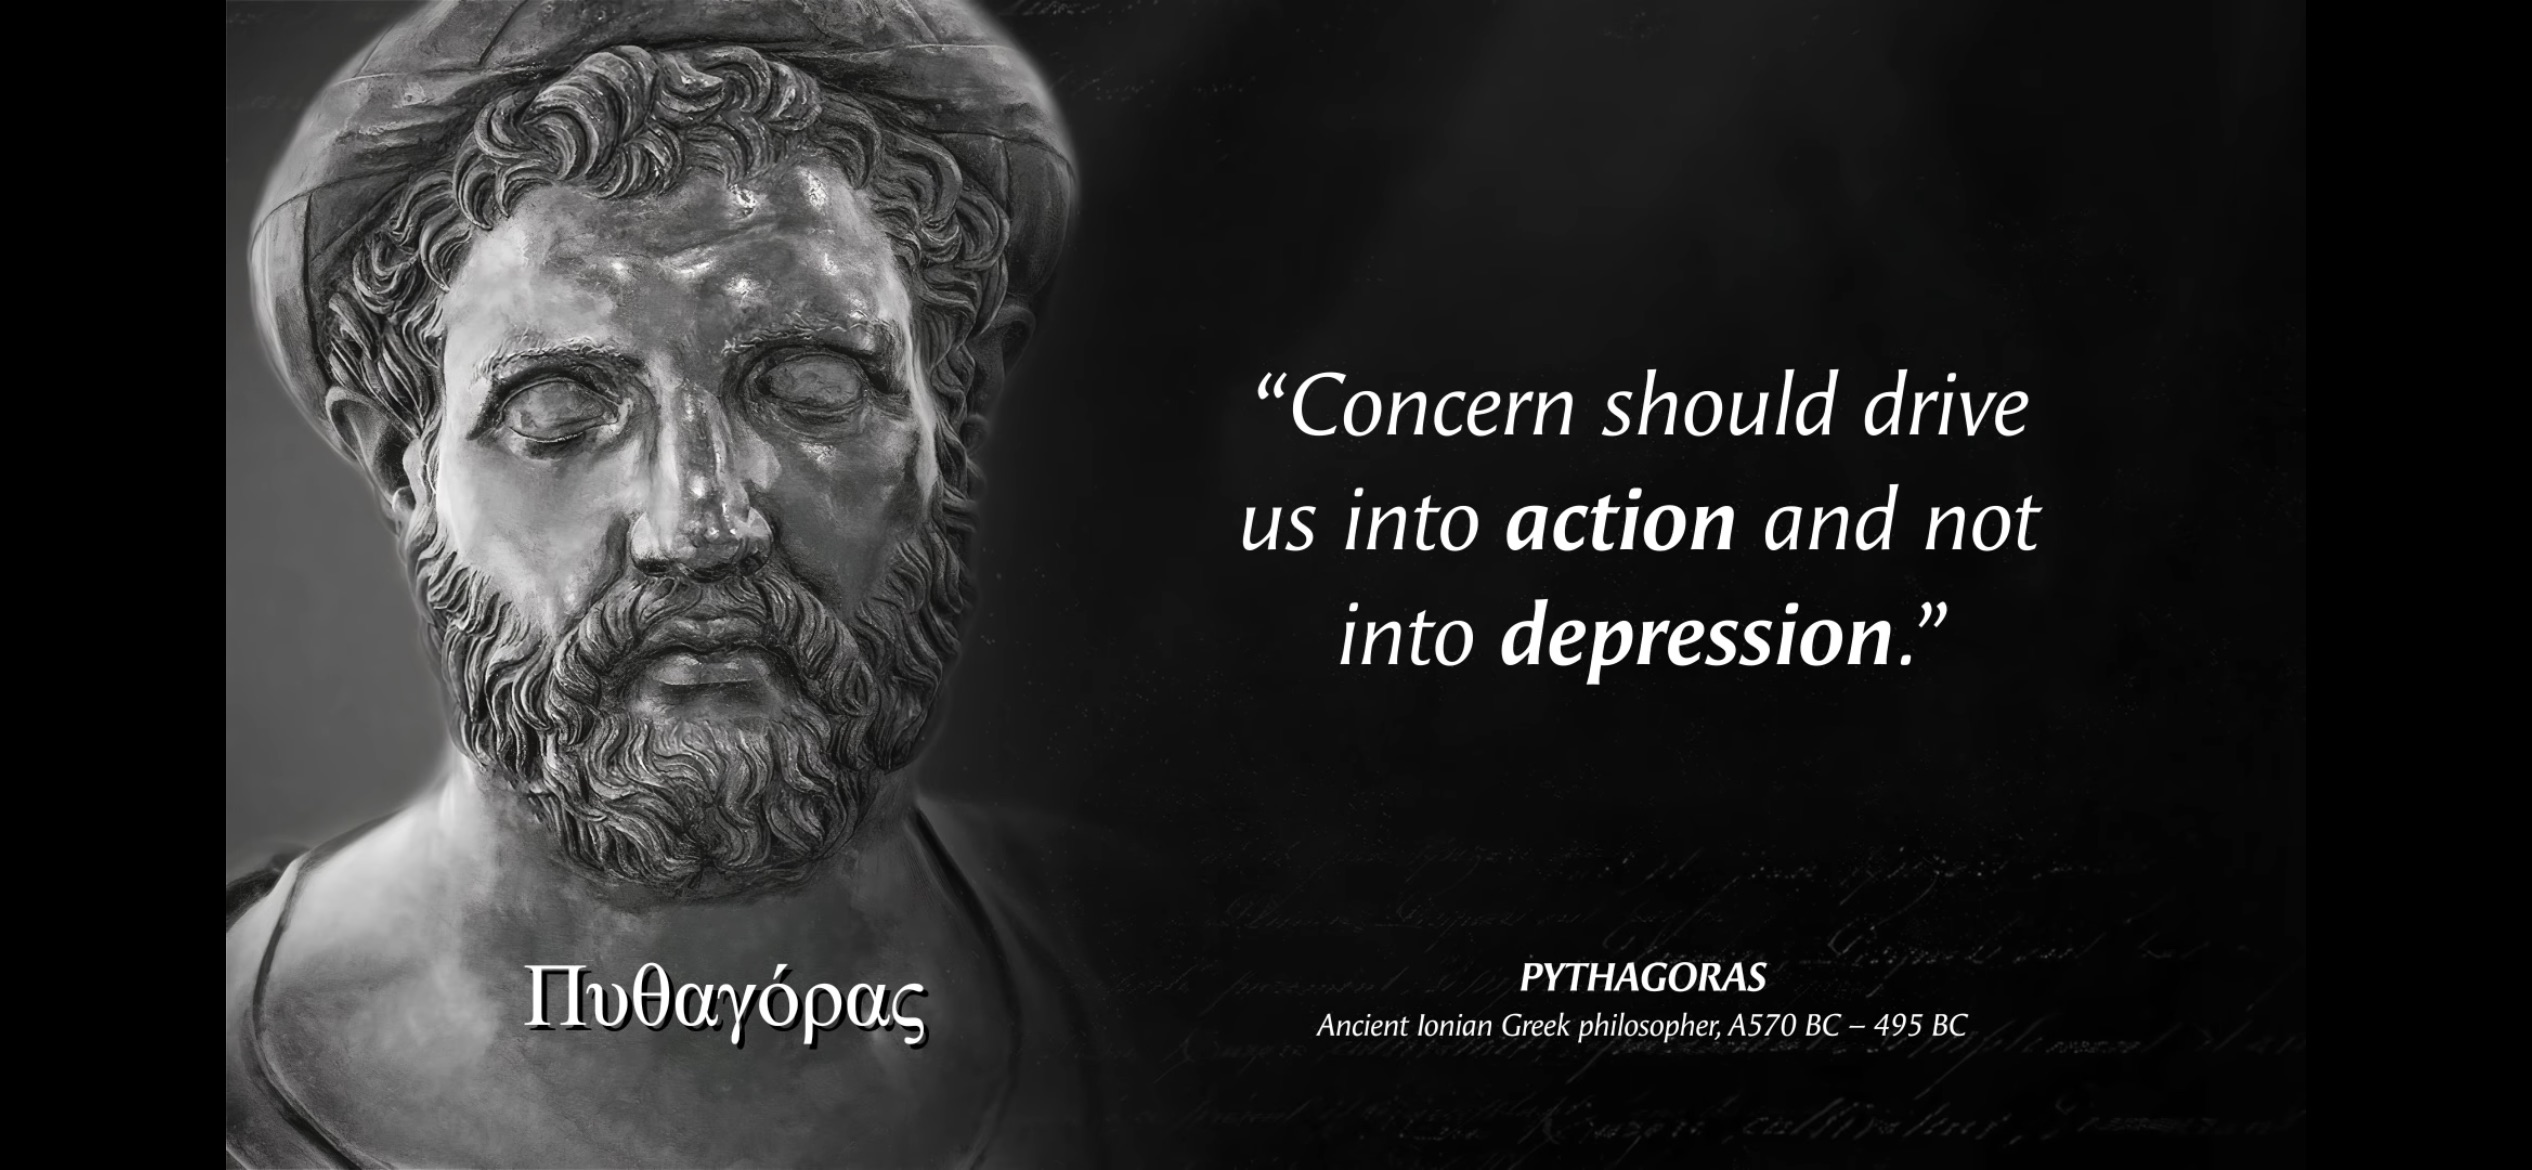 “Concern should drive
us into action and not
into depression.”
Πυθαγόρας
PYTHAGORAS
Ancient Ionian Greek philosopher, A570 BC – 495 BC